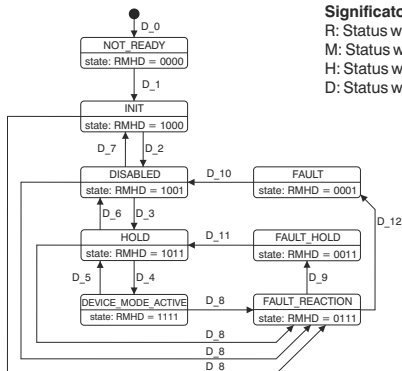 D_0
NOT_READY
state: RMHD = 0000
D_1
INIT
state: RMHD = 1000
D_7
D_2
DISABLED
state: RMHD = 1001
D_10
FAULT
state: RMHD = 0001
D_6
D_3
D_12
HOLD
state: RMHD = 1011
D_11
FAULT_HOLD
state: RMHD = 0011
D_5
D_4
D_9
DEVICE_MODE_ACTIVE
state: RMHD = 1111
D_8
FAULT_REACTION
state: RMHD = 0111
D_8
D_8
D_8
R: Status w
M: Status w
H: Status w
D: Status w